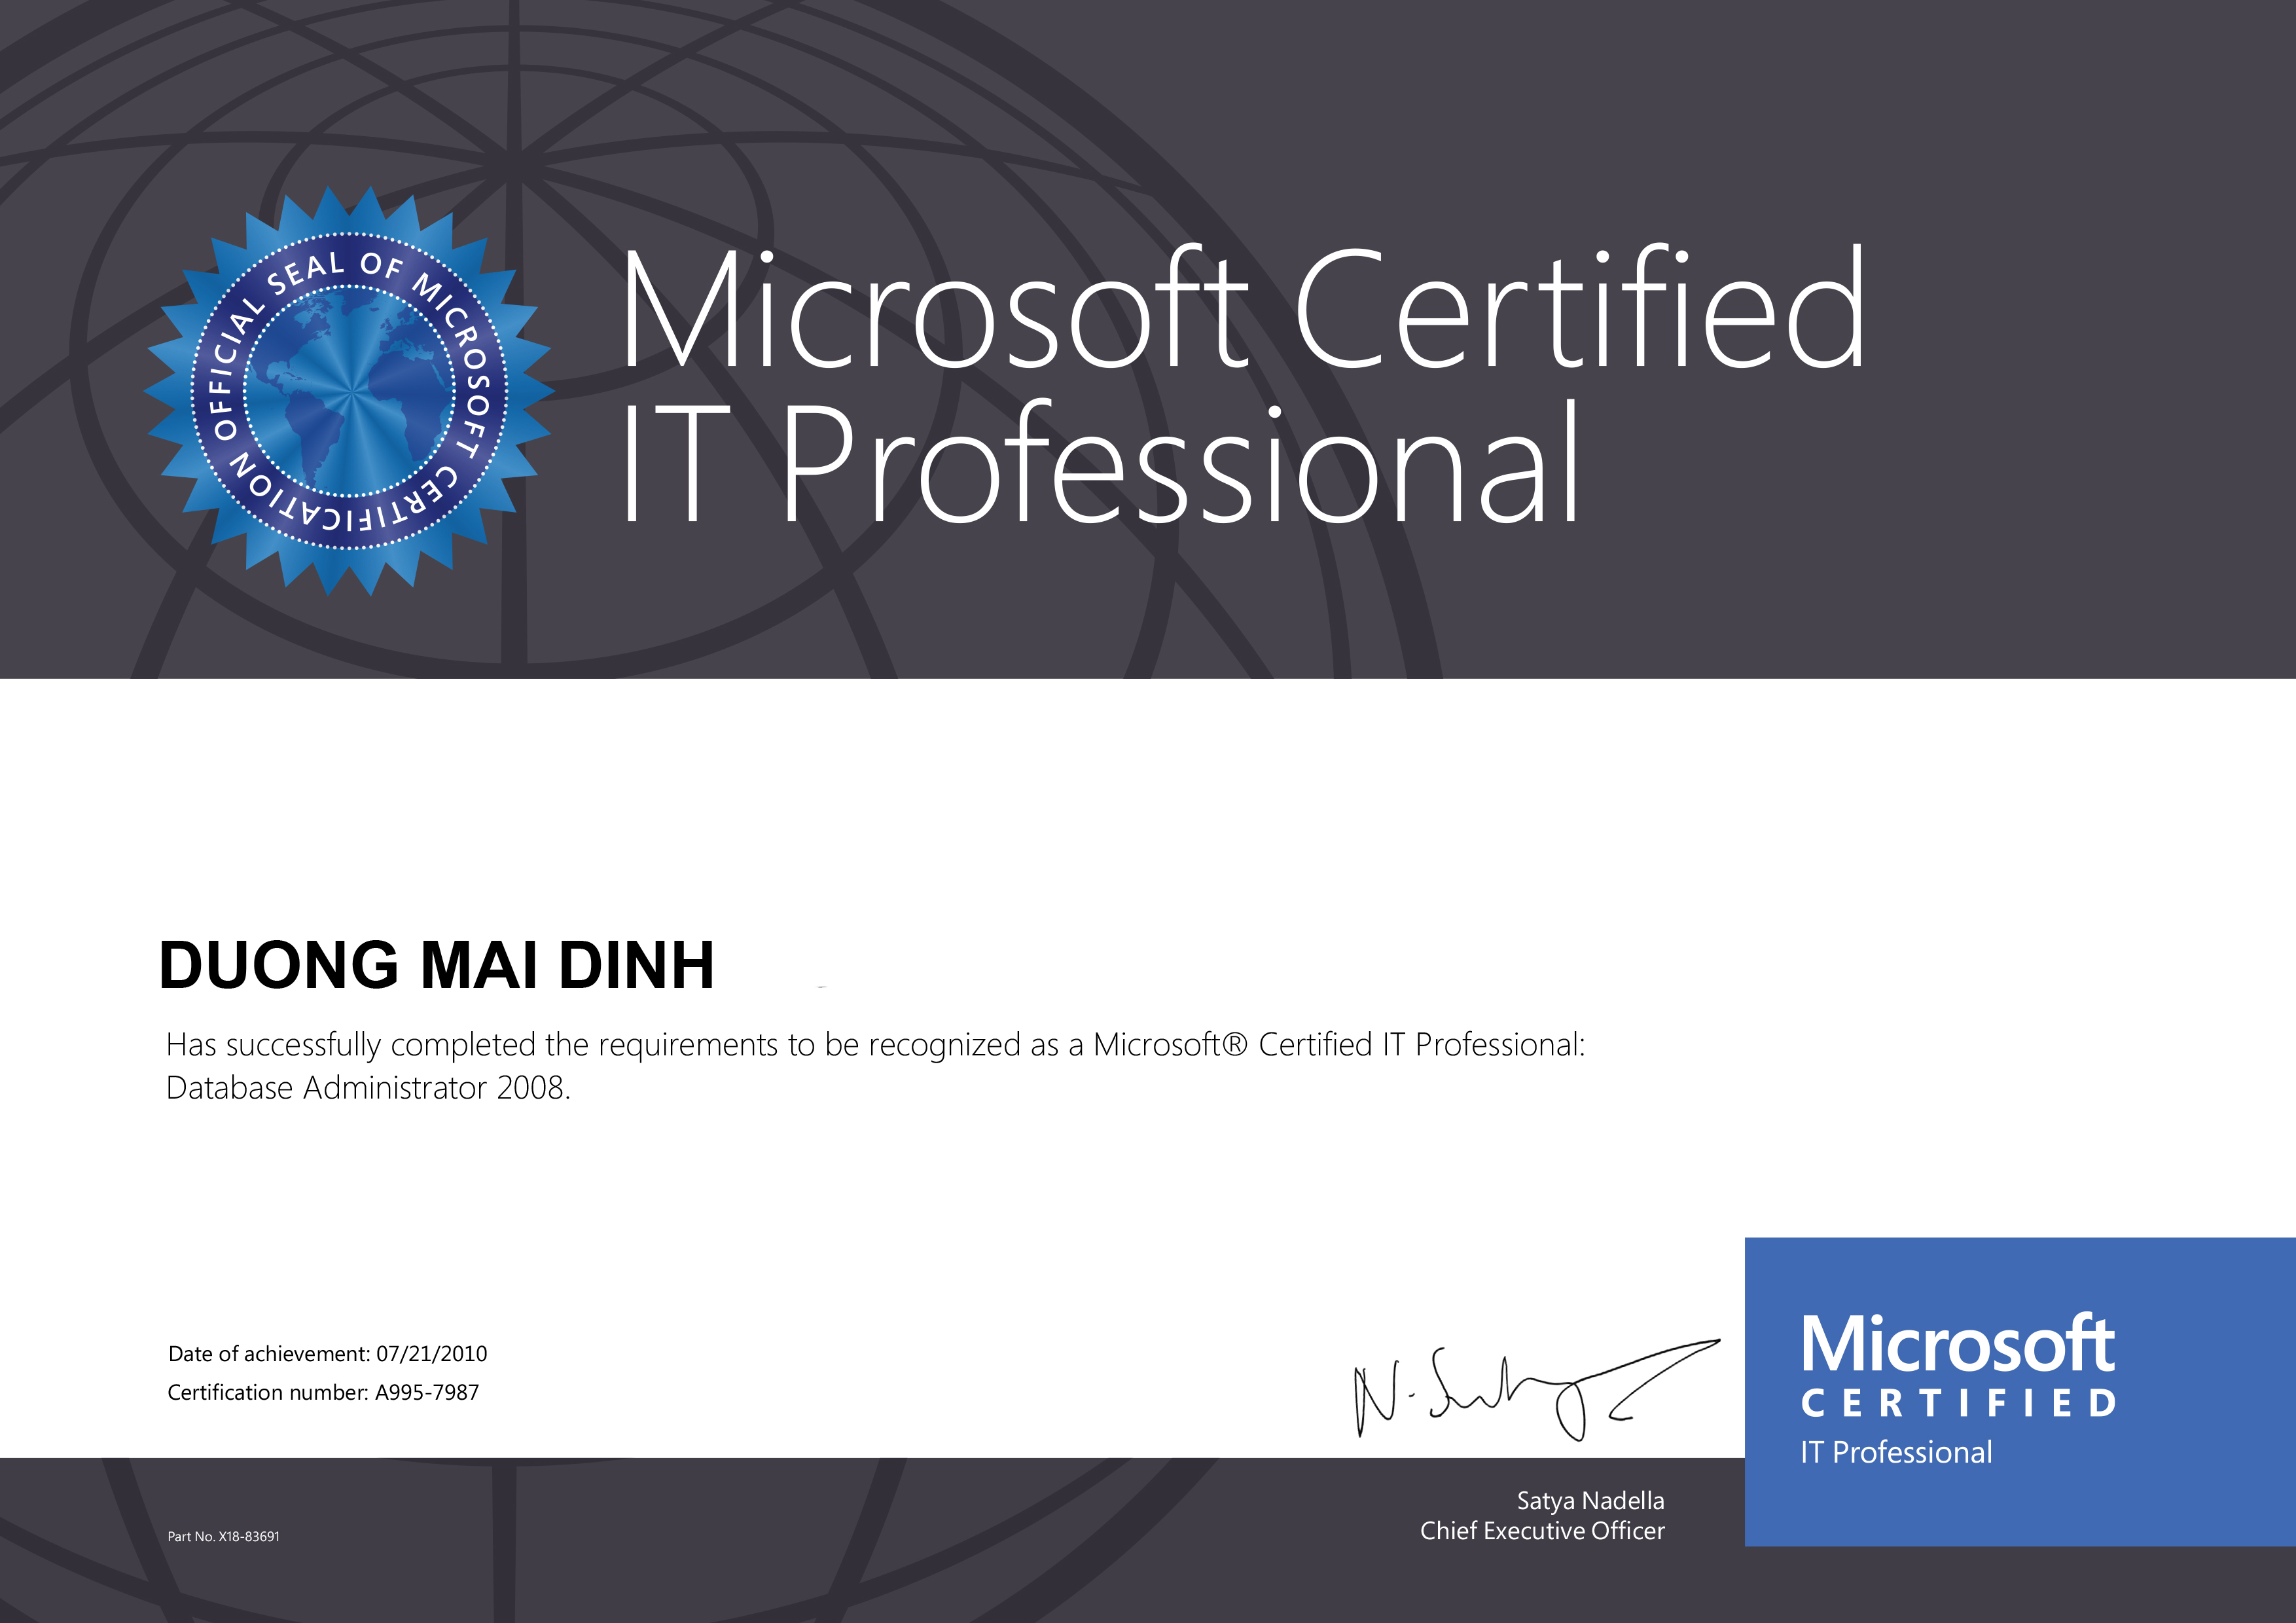 OFFICIAL SEAL OF MICROSOFT CERTIFICATION
Microsoft Certified
IT Professional
DUONG MAI DINH
Has successfully completed the requirements to be recognized as a Microsoft® Certified IT Professional:
Database Administrator 2008.
Date of achievement: 07/21/2010
Certification number: A995-7987
Part No. X18-83691
Satya Nadella
Chief Executive Officer
Microsoft
CERTIFIED
IT Professional